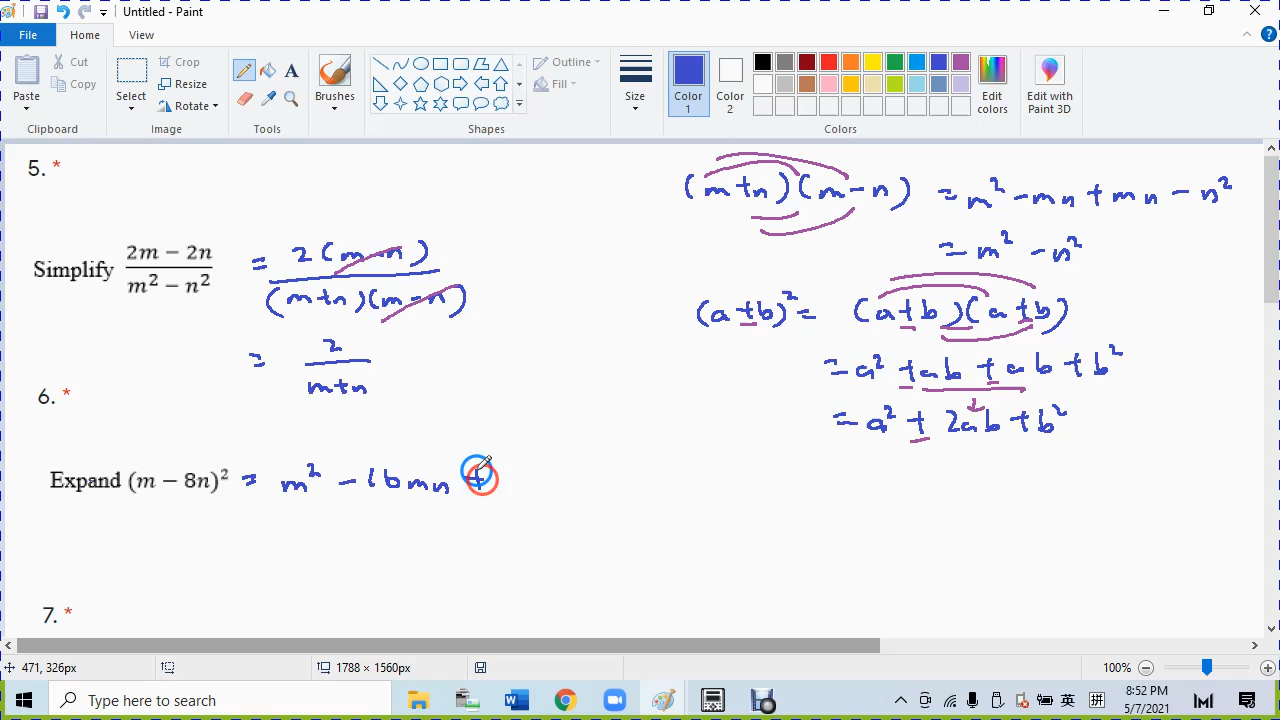 Untitled - Paint
File Home View
Paste
Cut
Copy
Clipboard
Select
Crop
Resize
Rotate
Image
A
Tools
Brushes
Outline
Fill
Shapes
Size
Color 1
Color 2
Edit colors
Edit with Paint 3D
Colors
5. *
(m+n)(m-n) = m² - mn + mn - n²
= m² - n²
Simplify (2m − 2n)/(m² − n²) = 2(m-n)/((m+n)(m-n))
= 2/(m+n)
(a+b)² = (a+b)(a+b)
= a² + ab + ab + b²
= a² + 2ab + b²
6. *
Expand (m − 8n)² = m² - 16mn +
7. *
471, 326px
1788 × 1560px
100%
Type here to search
英
拼
8:52 PM
5/7/2021